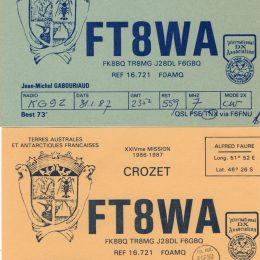 FT8WA
International
DX
Association
FK8BQ TR8MG J28DL F6GBQ
REF 16.721 FOAMQ
Jean-Michel GABOURIAUD
RADIO DATE GMT RST MHZ MODE 2X
KG9Z 31.1.87 559 7 CW
Best 73' QSL PSE/TNX via F6FNU
TERRES AUSTRALES
ET ANTARCTIQUES FRANCAISES
XXIVme MISSION
1986-1987
CROZET
ALFRED FAURE
Long. 51° 52 E
Lat. 46° 26 S
FT8WA
International
DX
Association
FK8BQ TR8MG J28DL F6GBQ
REF 16.721 FOAMQ